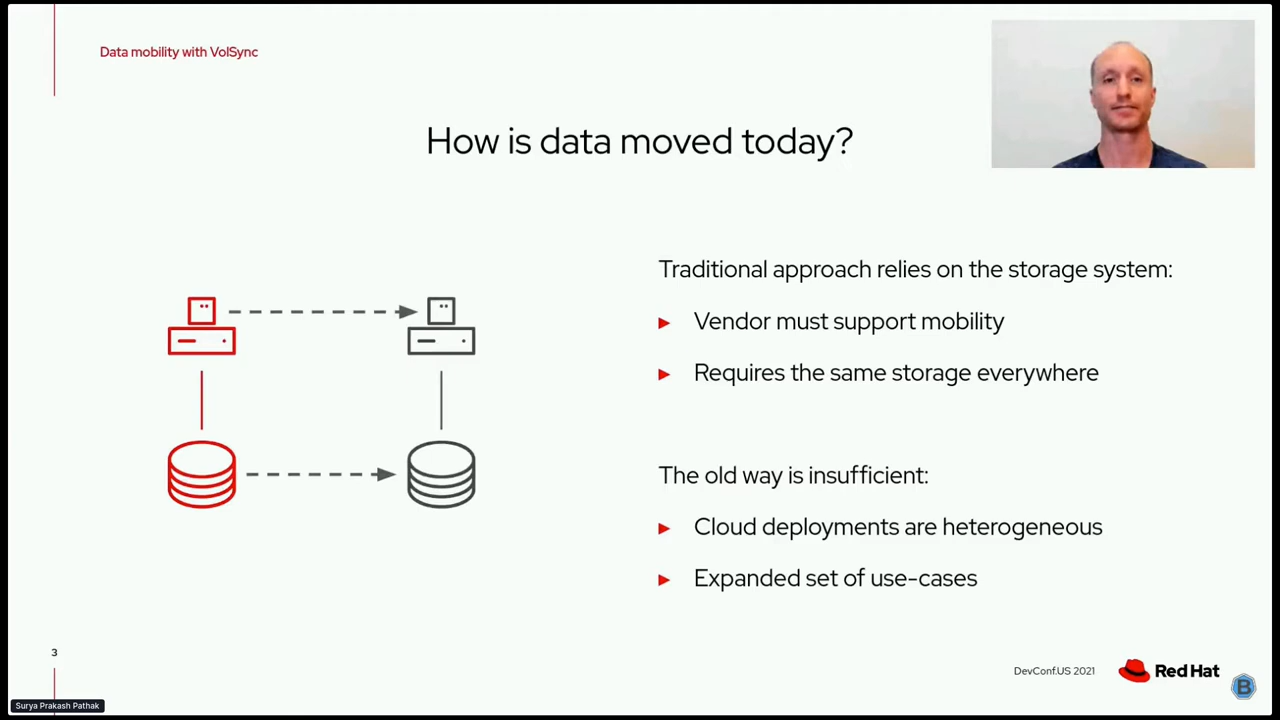 Data mobility with VolSync
How is data moved today?
Traditional approach relies on the storage system:
Vendor must support mobility
Requires the same storage everywhere
The old way is insufficient:
Cloud deployments are heterogeneous
Expanded set of use-cases
3
DevConf.US 2021
Red Hat
B
Surya Prakash Pathak